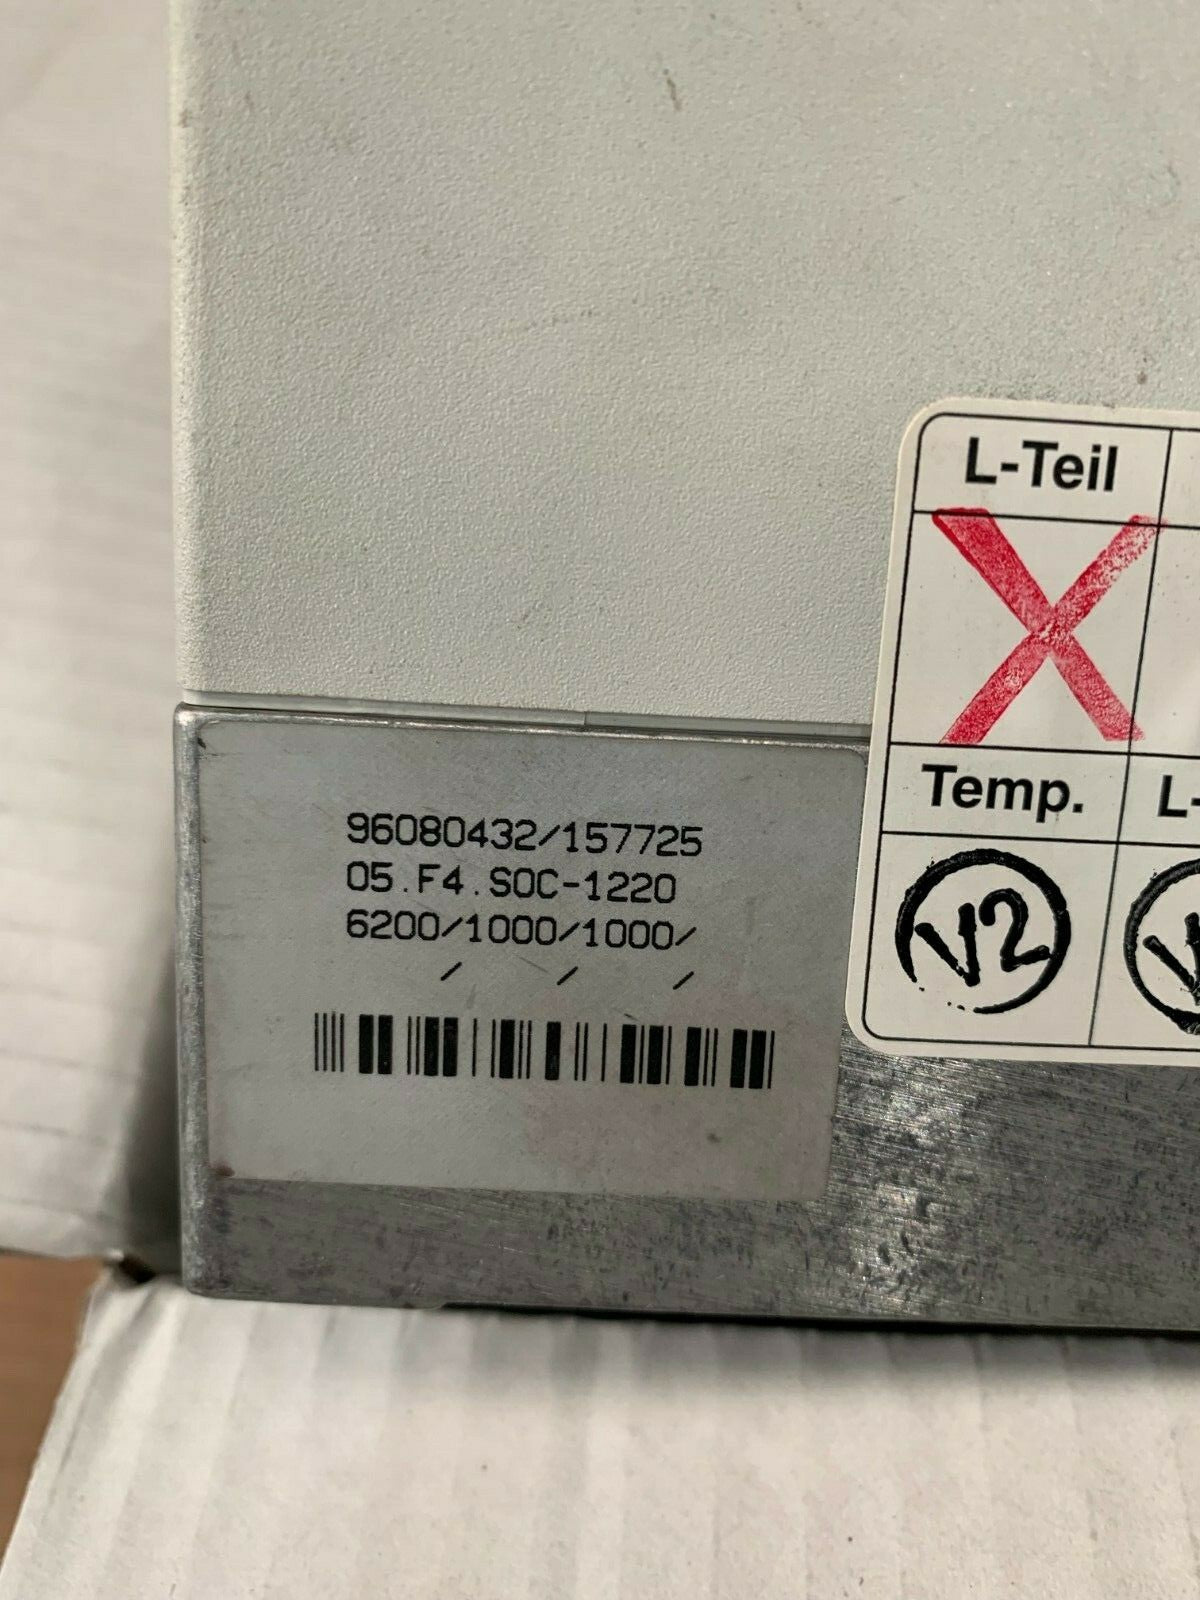 L-Teil
X
Temp.
L-
V2
96080432/157725
05.F4.S0C-1220
6200/1000/1000/
/ / /